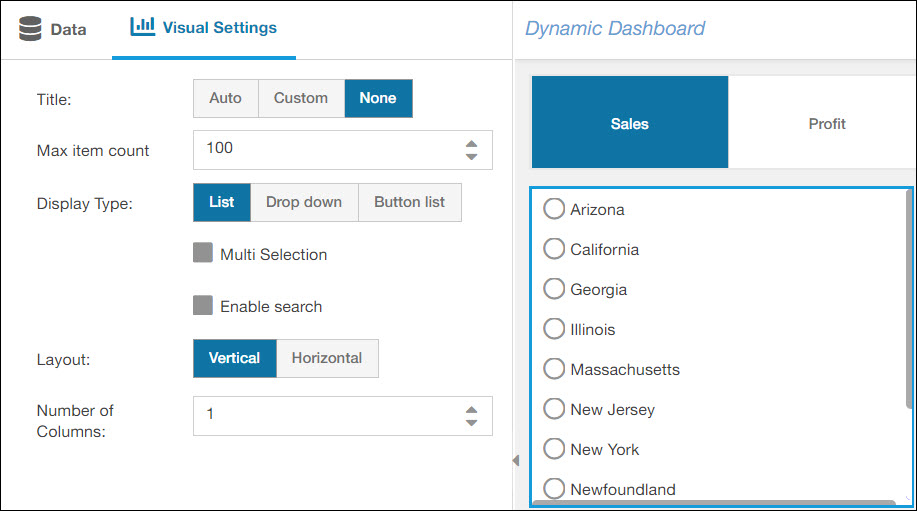 Data
Visual Settings
Title:
Auto
Custom
None
Max item count
100
Display Type:
List
Drop down
Button list
Multi Selection
Enable search
Layout:
Vertical
Horizontal
Number of
Columns:
1
Dynamic Dashboard
Sales
Profit
Arizona
California
Georgia
Illinois
Massachusetts
New Jersey
New York
Newfoundland